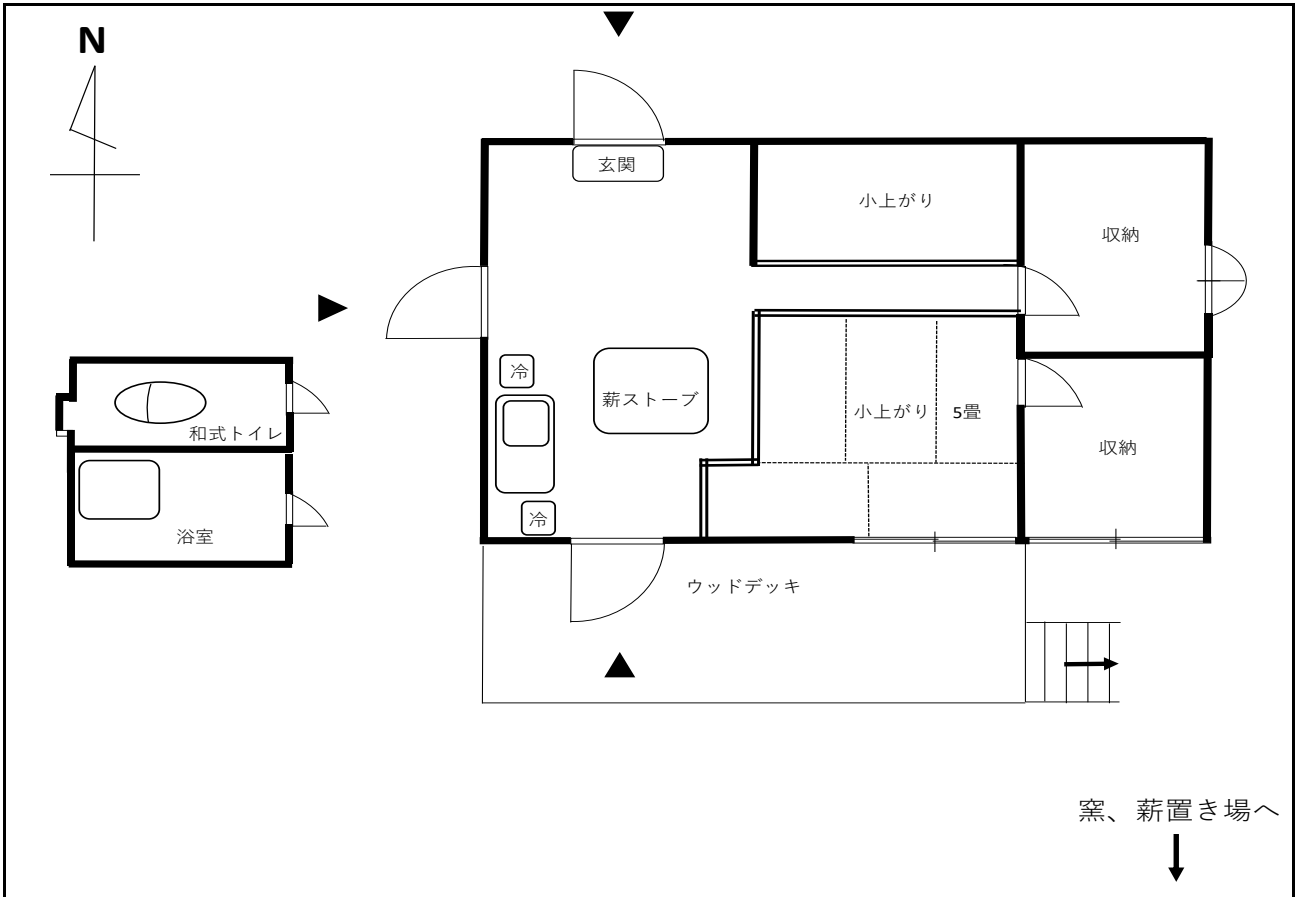 N
玄関
小上がり
収納
冷
薪ストーブ
小上がり 5畳
和式トイレ
収納
冷
浴室
ウッドデッキ
窯、薪置き場へ